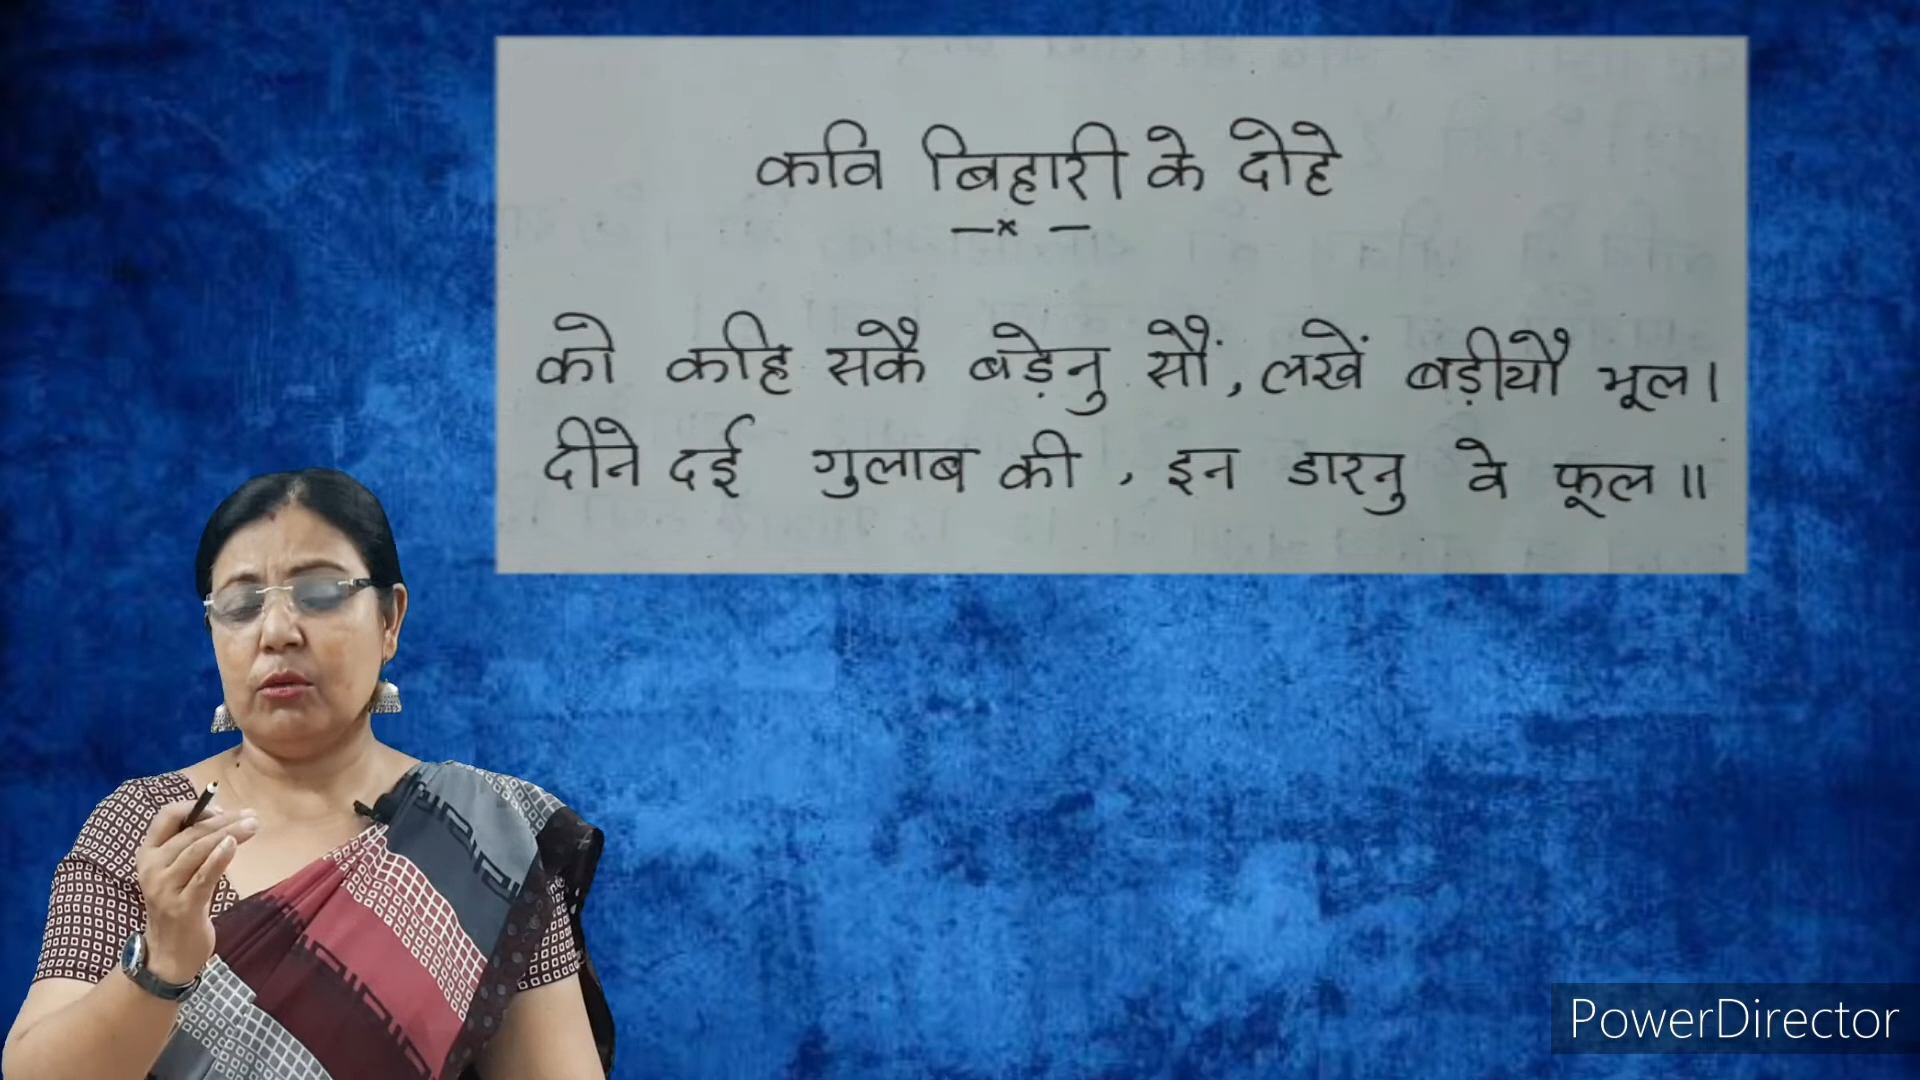 कवि बिहारी के दोहे
—x—
को कहि सकै बड़ेनु सौं, लखें बड़ीयौ भूल।
दीने दई गुलाब की, इन डारनु वे फूल॥
PowerDirector